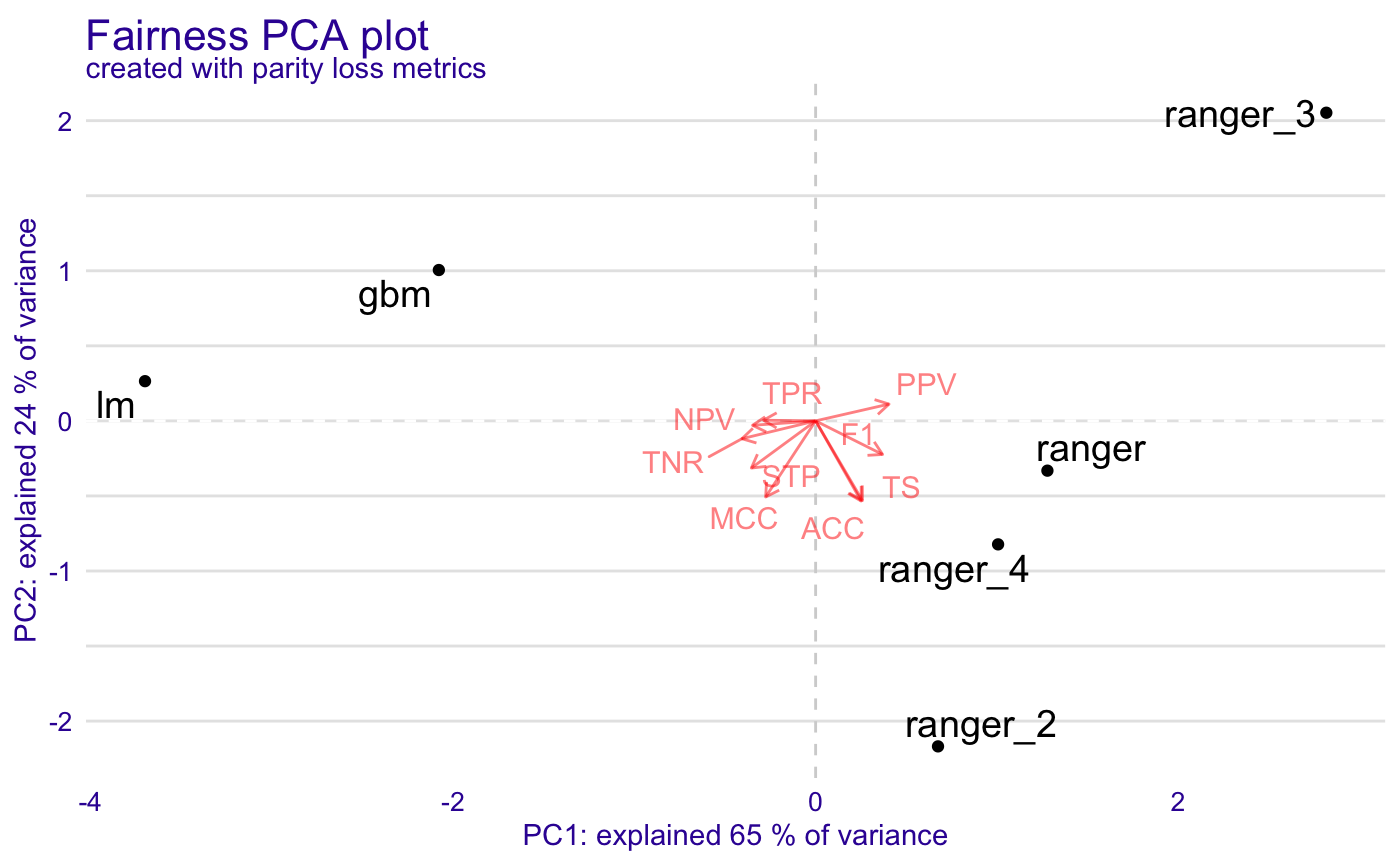 Fairness PCA plot
created with parity loss metrics
PC2: explained 24 % of variance
2
1
0
-1
-2
ranger_3
gbm
lm
TPR
PPV
NPV
F1
TNR
STP
TS
MCC
ACC
ranger
ranger_4
ranger_2
-4
-2
0
2
PC1: explained 65 % of variance